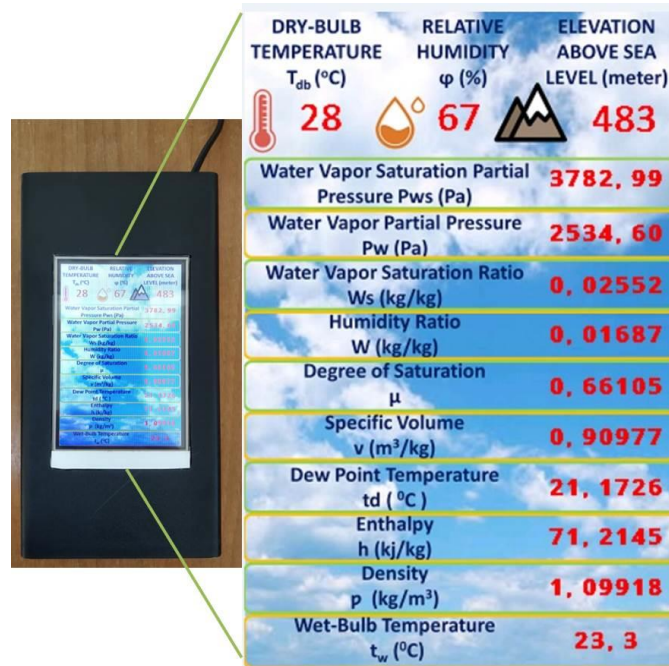 DRY-BULB TEMPERATURE T_db (°C)
28
RELATIVE HUMIDITY φ (%)
67
ELEVATION ABOVE SEA LEVEL (meter)
483
Water Vapor Saturation Partial
Pressure Pws (Pa)
3782, 99
Water Vapor Partial Pressure
Pw (Pa)
2534, 60
Water Vapor Saturation Ratio
Ws (kg/kg)
0, 02552
Humidity Ratio
W (kg/kg)
0, 01687
Degree of Saturation
μ
0, 66105
Specific Volume
v (m³/kg)
0, 90977
Dew Point Temperature
td ( ⁰C )
21, 1726
Enthalpy
h (kj/kg)
71, 2145
Density
p (kg/m³)
1, 09918
Wet-Bulb Temperature
t_w (⁰C)
23, 3